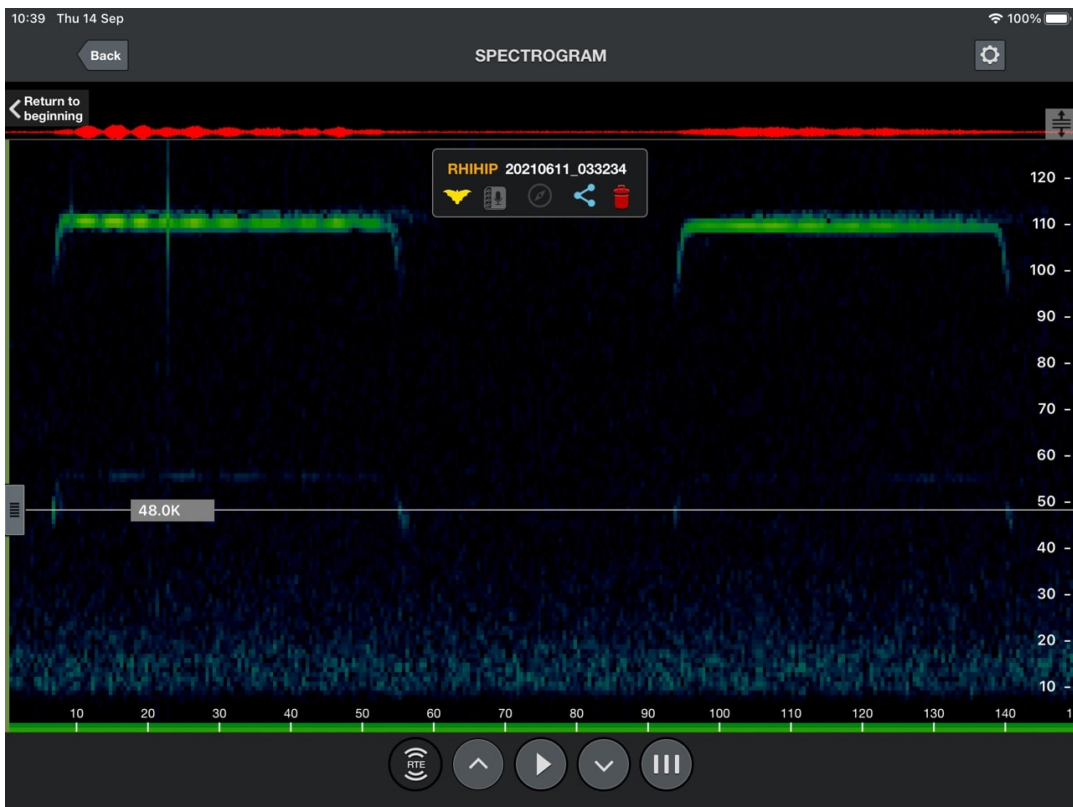 10:39 Thu 14 Sep 100%
Back SPECTROGRAM
Return to
beginning
RHIHIP 20210611_033234
120 -
110 -
100 -
90 -
80 -
70 -
60 -
50 -
48.0K
40 -
30 -
20 -
10 -
10 20 30 40 50 60 70 80 90 100 110 120 130 140 1
RTE